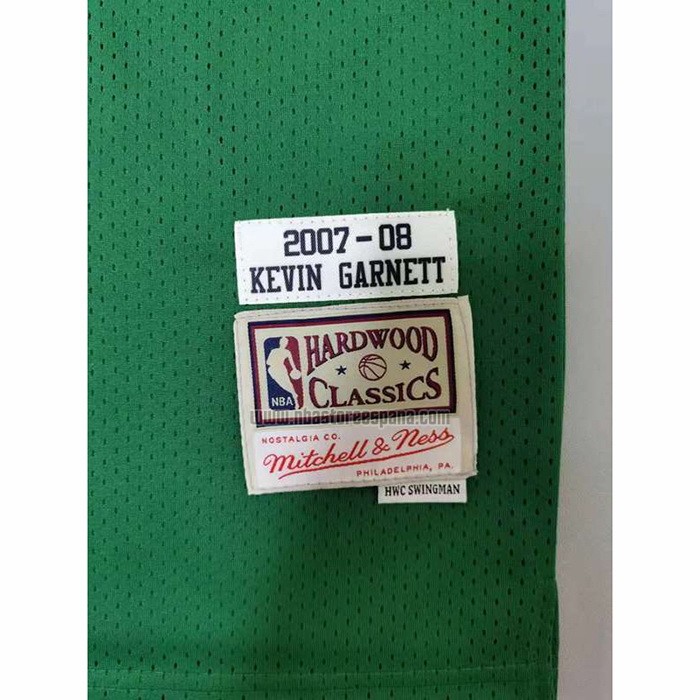 2007-08
KEVIN GARNETT
HARDWOOD
CLASSICS
NBA
www.nbastoreespana.com
NOSTALGIA CO.
Mitchell & Ness
PHILADELPHIA, PA.
HWC SWINGMAN